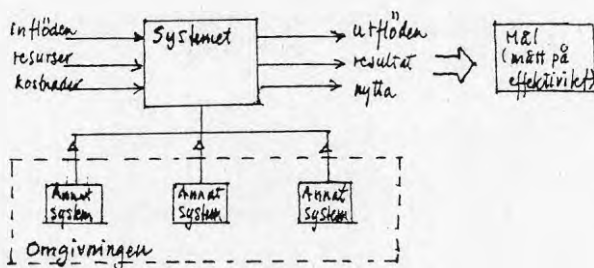 inflöden
resurser
kostnader
Systemet
utflöden
resultat
nytta
Mål
(mått på
effektivitet)
Annat
system
Annat
system
Annat
system
Omgivningen